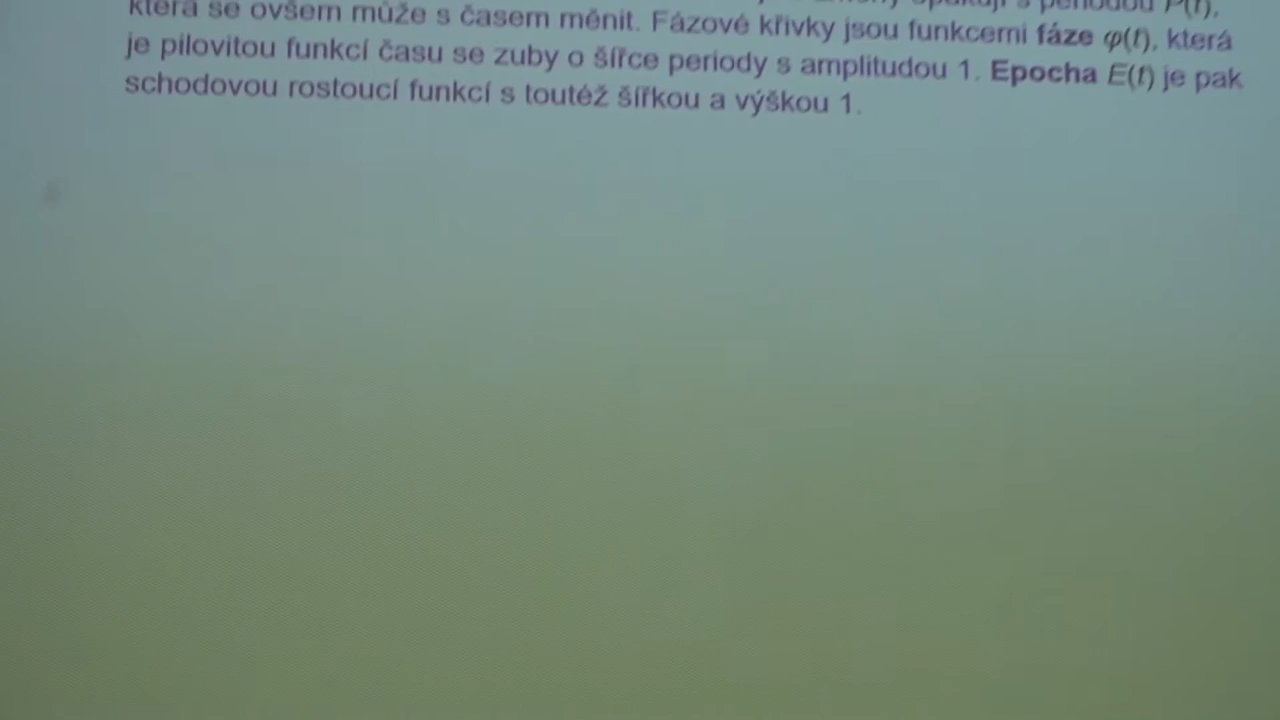 s periodou P(t),
která se ovšem může s časem měnit. Fázové křivky jsou funkcemi fáze φ(t), která
je pilovitou funkcí času se zuby o šířce periody s amplitudou 1. Epocha E(t) je pak
schodovou rostoucí funkcí s toutéž šířkou a výškou 1.